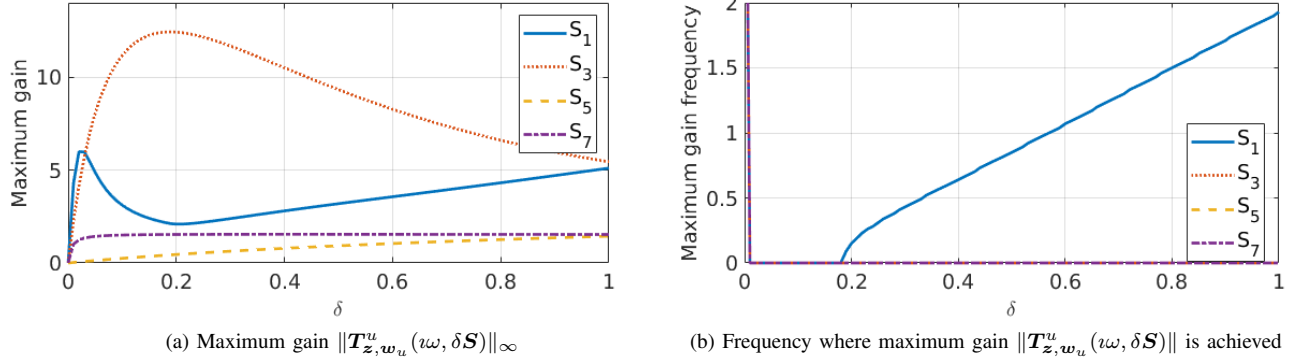 Maximum gain
10
5
0
0
0.2
0.4
0.6
0.8
1
δ
S1
S3
S5
S7
(a) Maximum gain ‖T^u_{z,w_u}(ıω, δS)‖∞
Maximum gain frequency
2
1.5
1
0.5
0
0
0.2
0.4
0.6
0.8
1
δ
S1
S3
S5
S7
(b) Frequency where maximum gain ‖T^u_{z,w_u}(ıω, δS)‖ is achieved